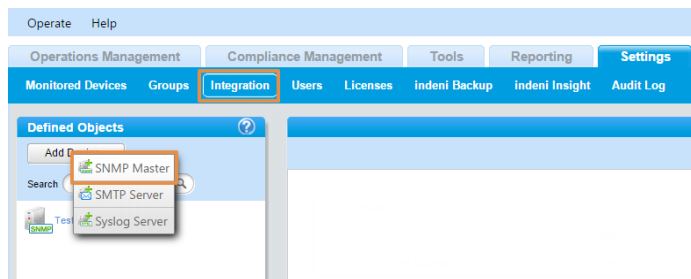 Operate Help
Operations Management Compliance Management Tools Reporting Settings
Monitored Devices Groups Integration Users Licenses indeni Backup indeni Insight Audit Log
Defined Objects ?
Add
SNMP Master
Search
SMTP Server
SNMP Test
Syslog Server